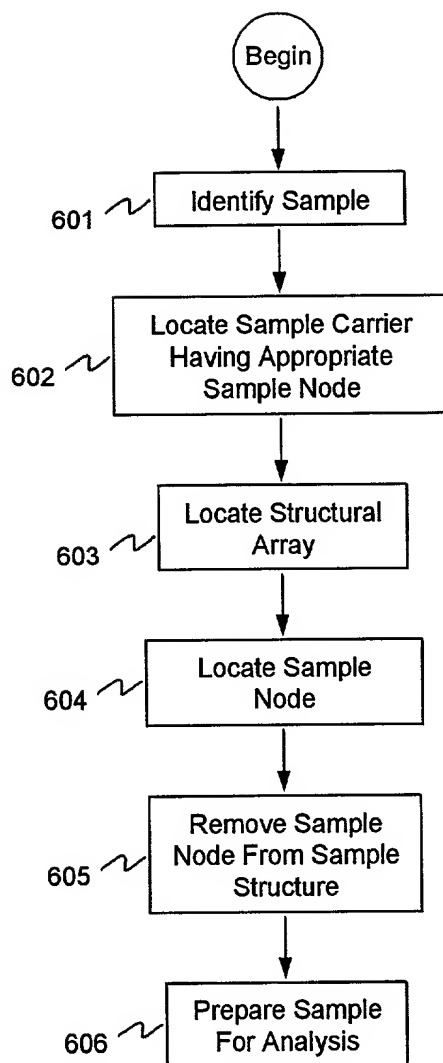 Begin
601
Identify Sample
602
Locate Sample Carrier
Having Appropriate
Sample Node
603
Locate Structural
Array
604
Locate Sample
Node
605
Remove Sample
Node From Sample
Structure
606
Prepare Sample
For Analysis